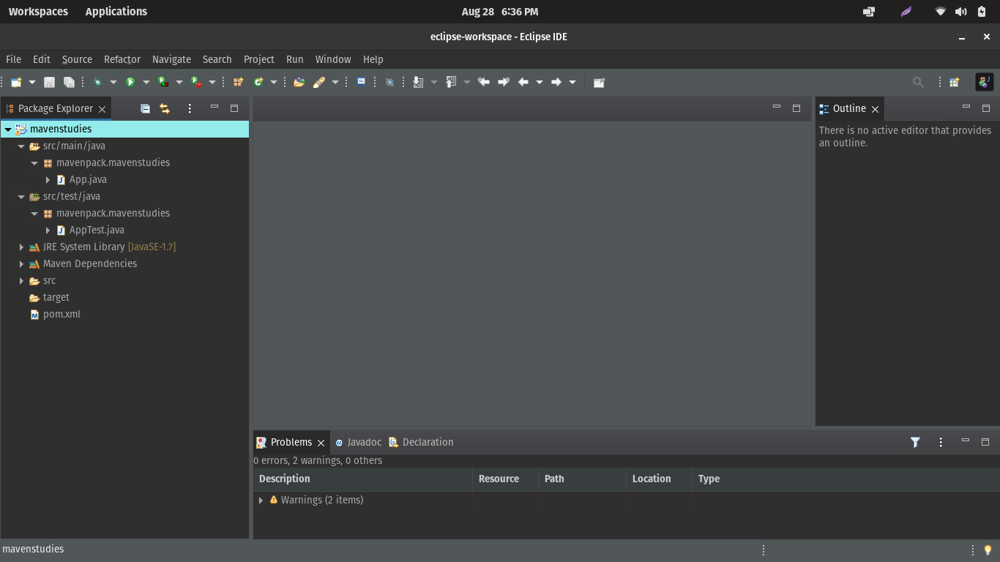 Workspaces Applications Aug 28 6:36 PM
eclipse-workspace - Eclipse IDE
File Edit Source Refactor Navigate Search Project Run Window Help
Package Explorer
mavenstudies
src/main/java
mavenpack.mavenstudies
App.java
src/test/java
mavenpack.mavenstudies
AppTest.java
JRE System Library [JavaSE-1.7]
Maven Dependencies
src
target
pom.xml
Outline
There is no active editor that provides
an outline.
Problems Javadoc Declaration
0 errors, 2 warnings, 0 others
Description Resource Path Location Type
Warnings (2 items)
mavenstudies